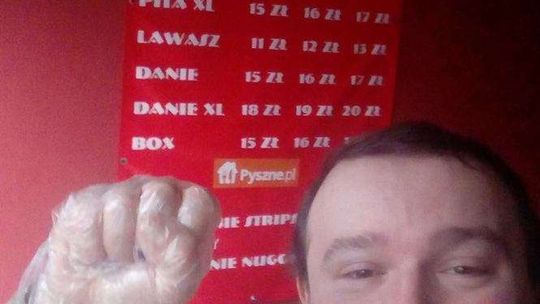 PITA XL 15 ZŁ 16 ZŁ 17 ZŁ
LAWASZ 11 ZŁ 12 ZŁ 13 ZŁ
DANIE 15 ZŁ 16 ZŁ 17 ZŁ
DANIE XL 18 ZŁ 19 ZŁ 20 ZŁ
BOX 15 ZŁ 16 ZŁ
Pyszne.pl
STRIPS